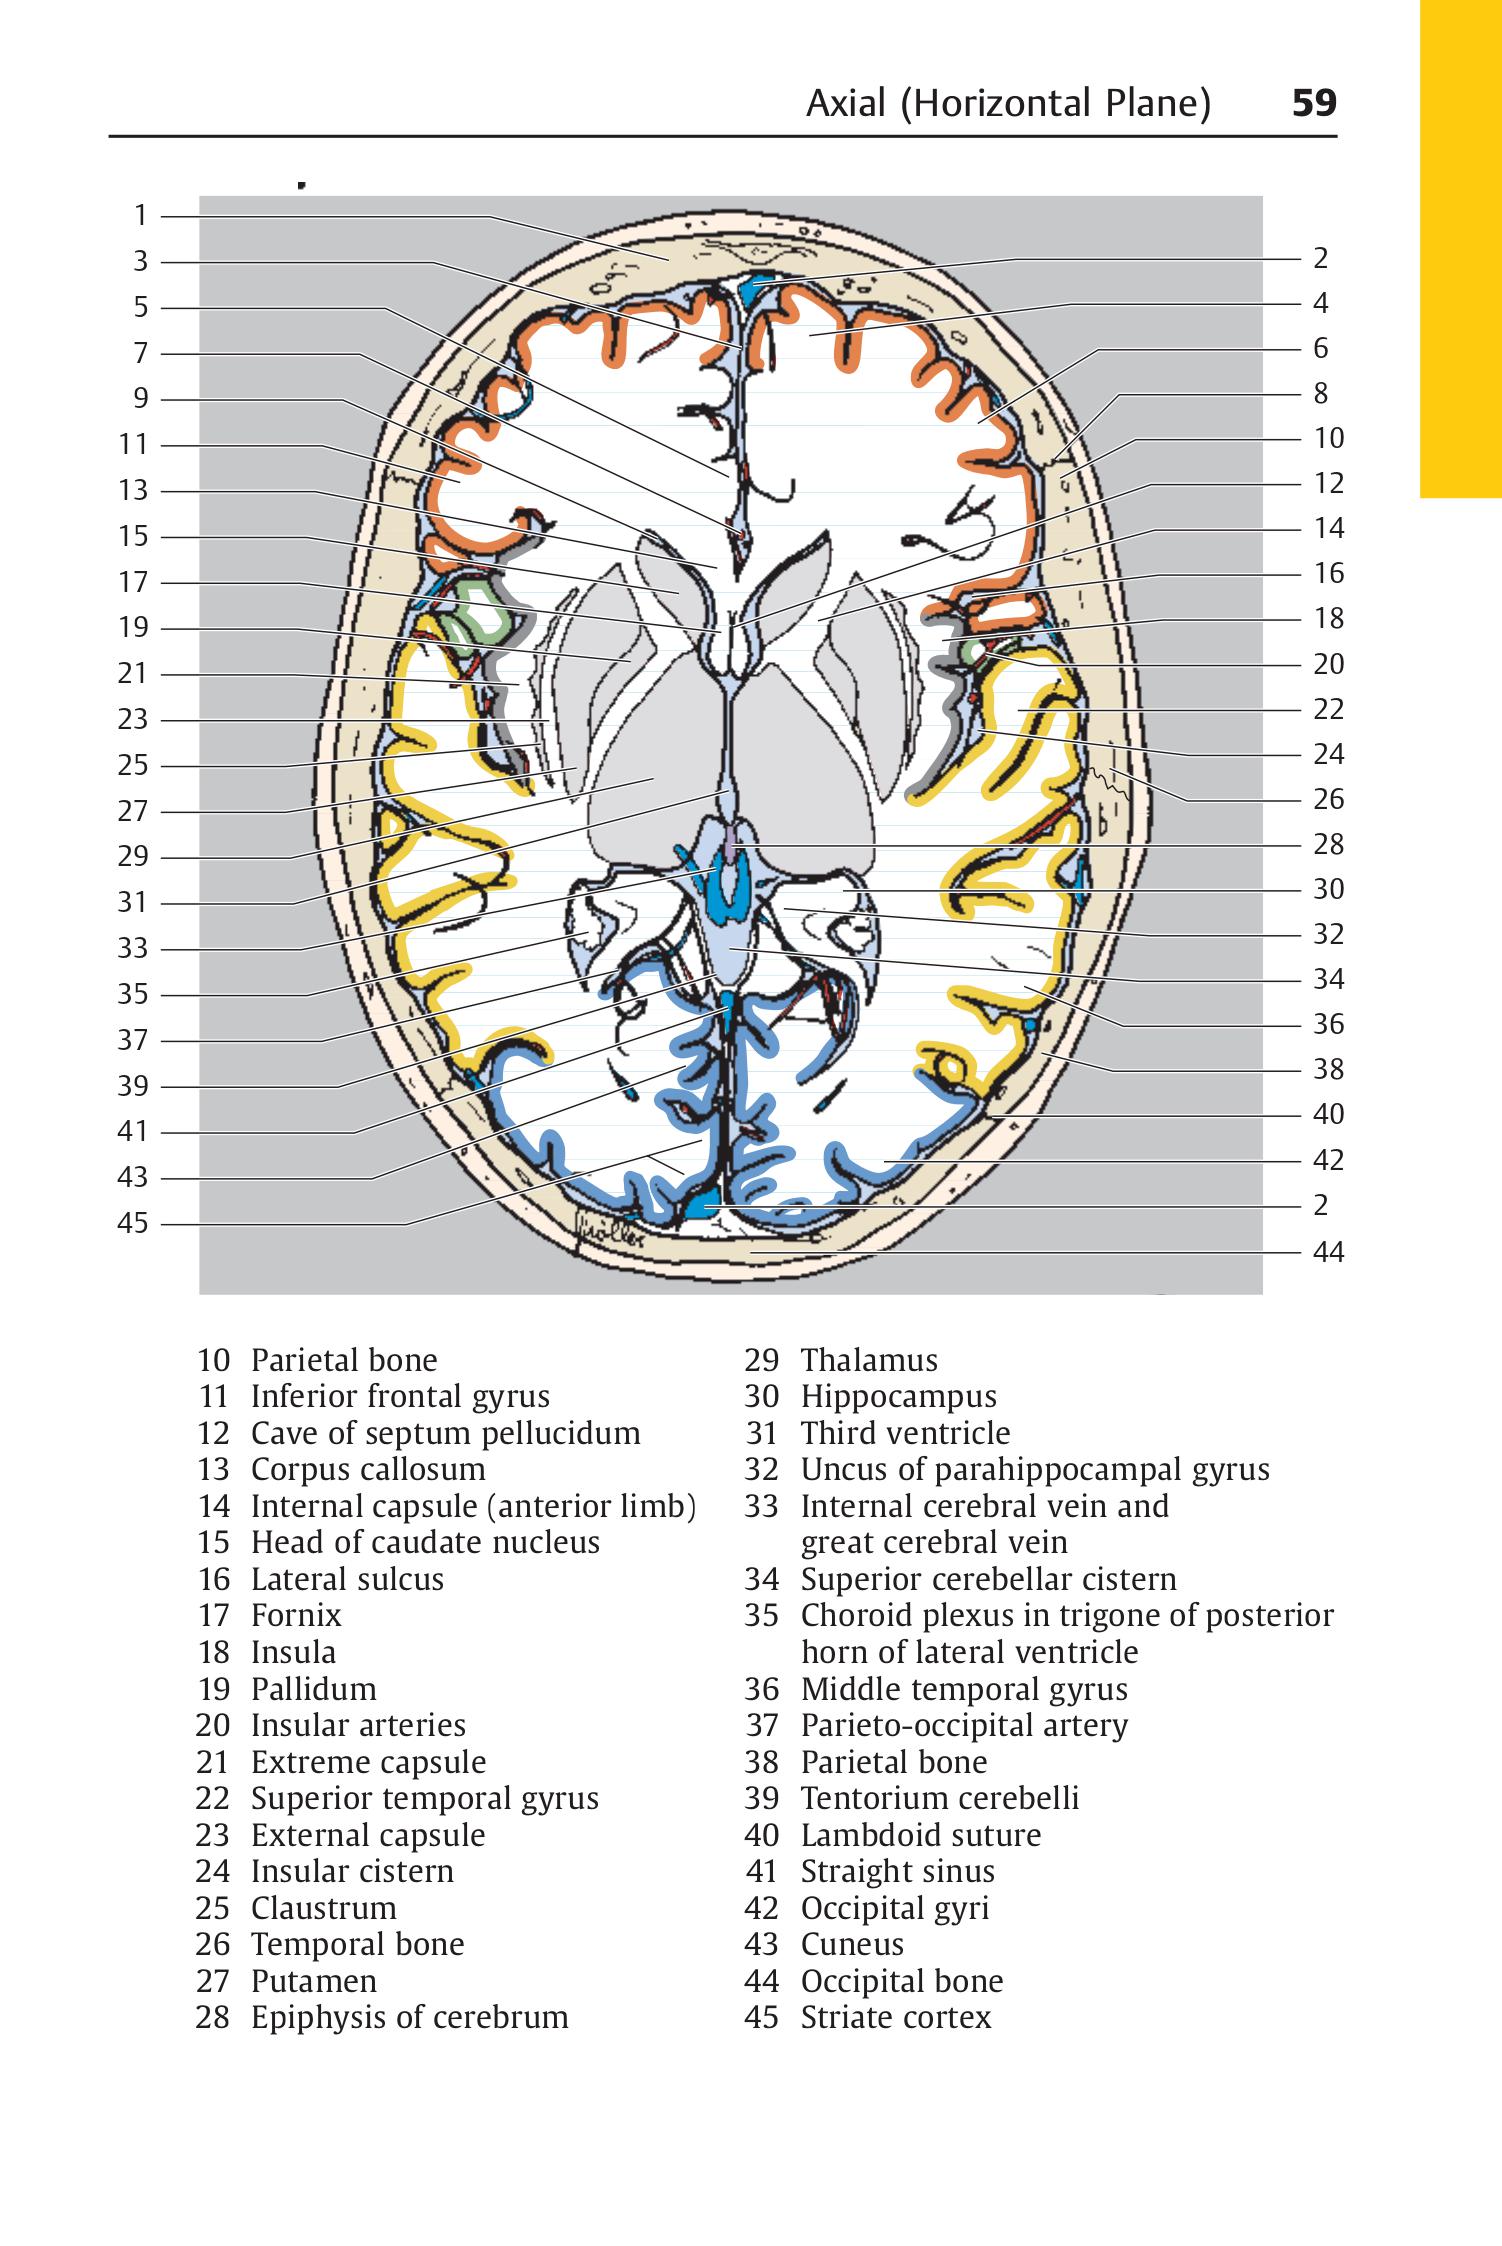 Axial (Horizontal Plane) 59
1
3
5
7
9
11
13
15
17
19
21
23
25
27
29
31
33
35
37
39
41
43
45
2
4
6
8
10
12
14
16
18
20
22
24
26
28
30
32
34
36
38
40
42
2
44
Möller
10 Parietal bone
11 Inferior frontal gyrus
12 Cave of septum pellucidum
13 Corpus callosum
14 Internal capsule (anterior limb)
15 Head of caudate nucleus
16 Lateral sulcus
17 Fornix
18 Insula
19 Pallidum
20 Insular arteries
21 Extreme capsule
22 Superior temporal gyrus
23 External capsule
24 Insular cistern
25 Claustrum
26 Temporal bone
27 Putamen
28 Epiphysis of cerebrum
29 Thalamus
30 Hippocampus
31 Third ventricle
32 Uncus of parahippocampal gyrus
33 Internal cerebral vein and
great cerebral vein
34 Superior cerebellar cistern
35 Choroid plexus in trigone of posterior
horn of lateral ventricle
36 Middle temporal gyrus
37 Parieto-occipital artery
38 Parietal bone
39 Tentorium cerebelli
40 Lambdoid suture
41 Straight sinus
42 Occipital gyri
43 Cuneus
44 Occipital bone
45 Striate cortex